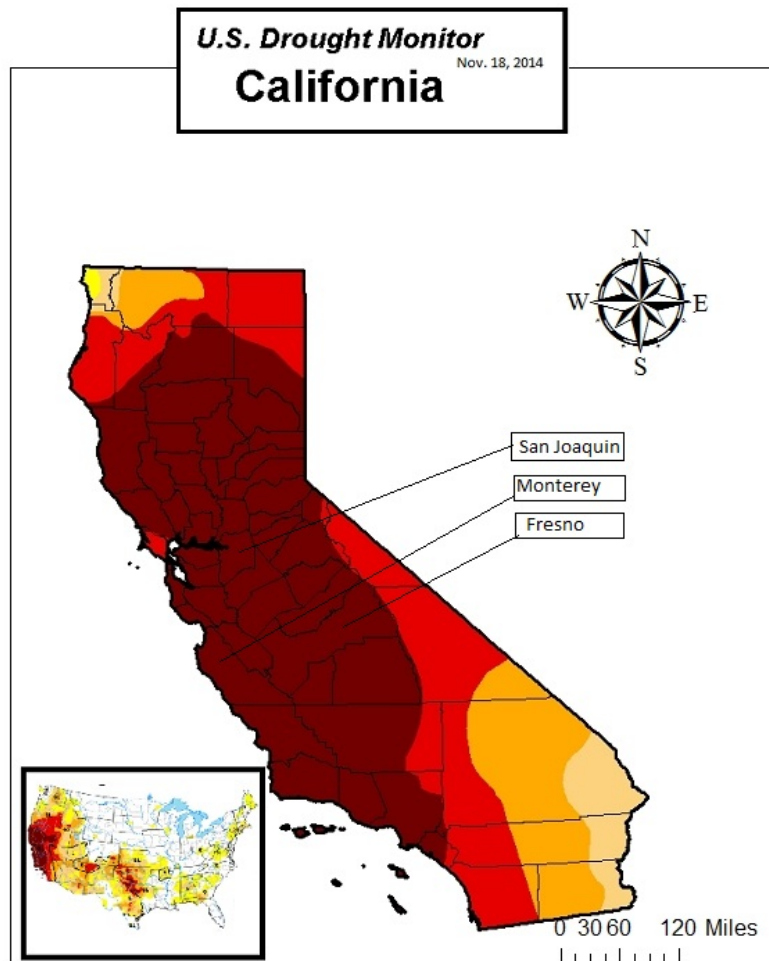 U.S. Drought Monitor
Nov. 18, 2014
California
N
W E
S
San Joaquin
Monterey
Fresno
0 30 60 120 Miles